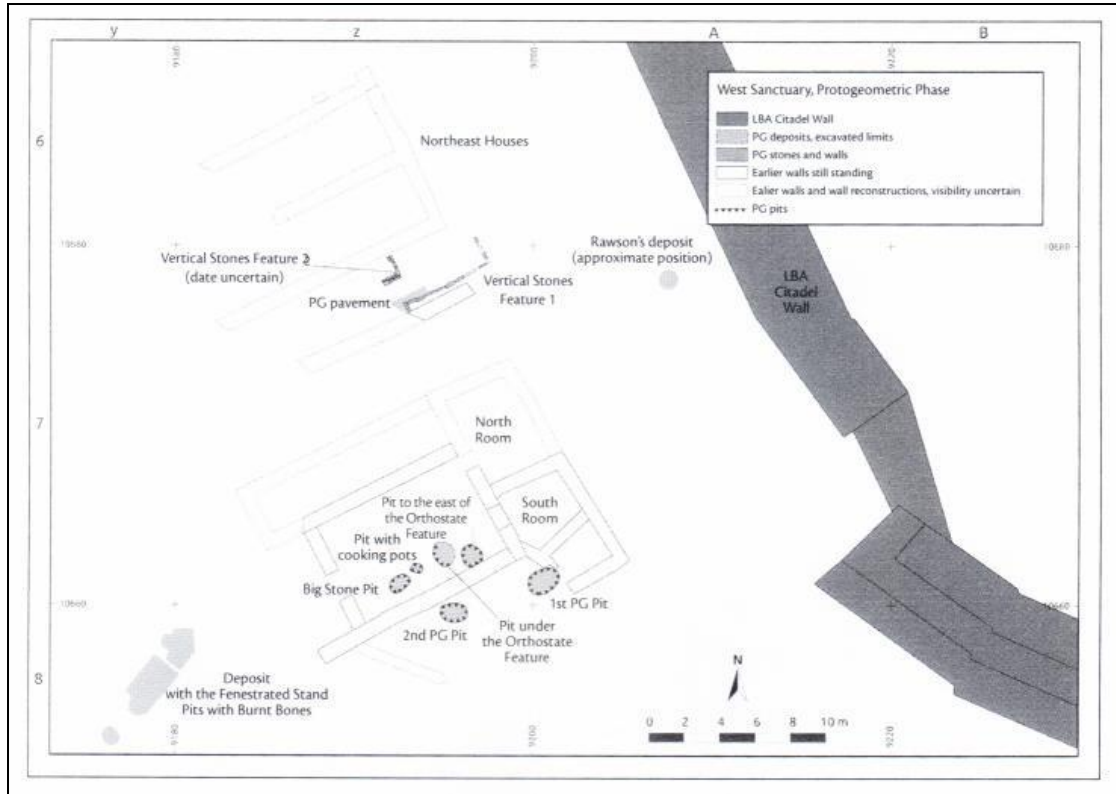 y
z
A
B
9180
9200
9220
West Sanctuary, Protogeometric Phase
LBA Citadel Wall
PG deposits, excavated limits
PG stones and walls
Earlier walls still standing
Ealier walls and wall reconstructions, visibility uncertain
PG pits
6
Northeast Houses
10680
10680
Vertical Stones Feature 2
(date uncertain)
Rawson's deposit
(approximate position)
Vertical Stones
Feature 1
PG pavement
LBA
Citadel
Wall
7
North
Room
Pit to the east of
the Orthostate
Feature
South
Room
Pit with
cooking pots
Big Stone Pit
1st PG Pit
10660
10660
2nd PG Pit
Pit under
the Orthostate
Feature
8
Deposit
with the Fenestrated Stand
Pits with Burnt Bones
N
0 2 4 6 8 10 m
9180
9200
9220